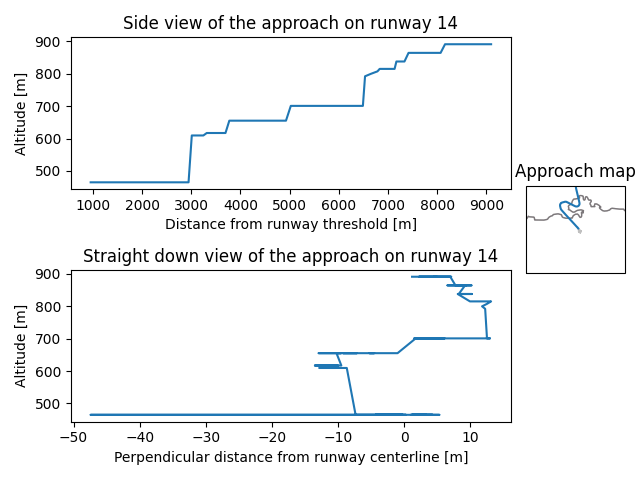 Side view of the approach on runway 14
900
800
700
600
500
Altitude [m]
1000 2000 3000 4000 5000 6000 7000 8000 9000
Distance from runway threshold [m]
Approach map
Straight down view of the approach on runway 14
900
800
700
600
500
Altitude [m]
−50 −40 −30 −20 −10 0 10
Perpendicular distance from runway centerline [m]